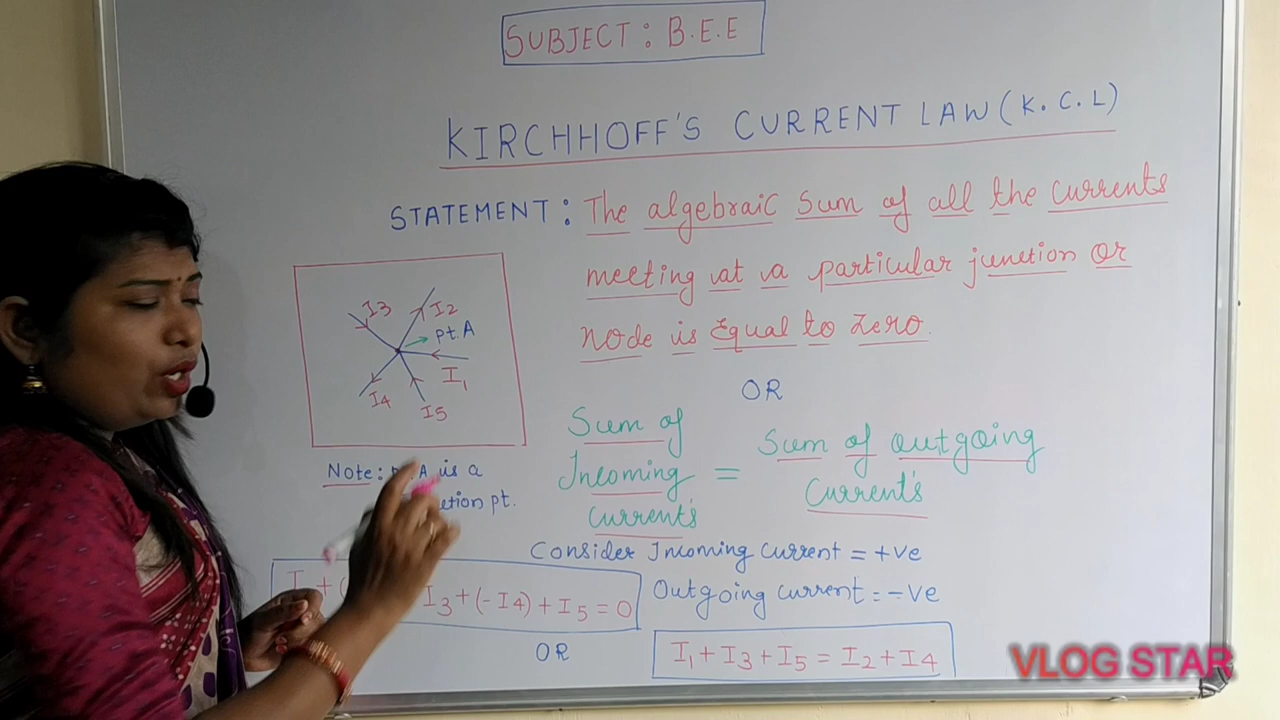 SUBJECT : B.E.E
KIRCHHOFF'S CURRENT LAW (K.C.L)
STATEMENT : The algebraic sum of all the currents
meeting at a particular junction or
node is Equal to Zero.
I3
I2
pt. A
I1
I4
I5
Note: A is a
pt.
OR
Sum of
Incoming
Currents
=
Sum of outgoing
Currents
Consider Incoming current = +ve
Outgoing current = -ve
I3 + (-I4) + I5 = 0
OR
I1 + I3 + I5 = I2 + I4
VLOG STAR